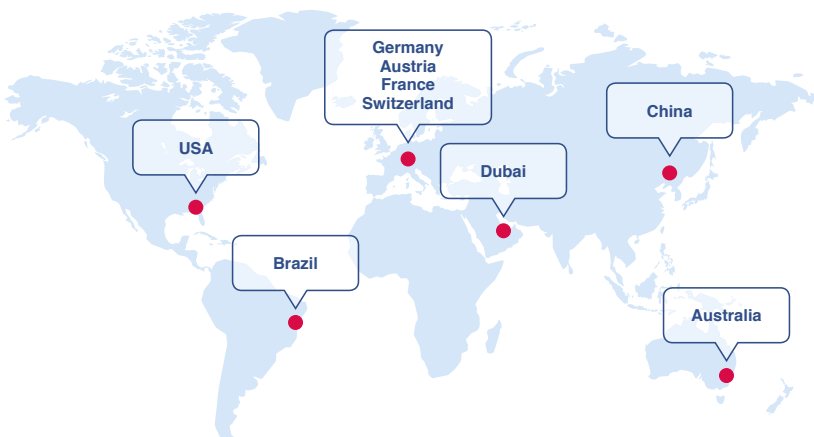 Germany
Austria
France
Switzerland
China
USA
Dubai
Brazil
Australia